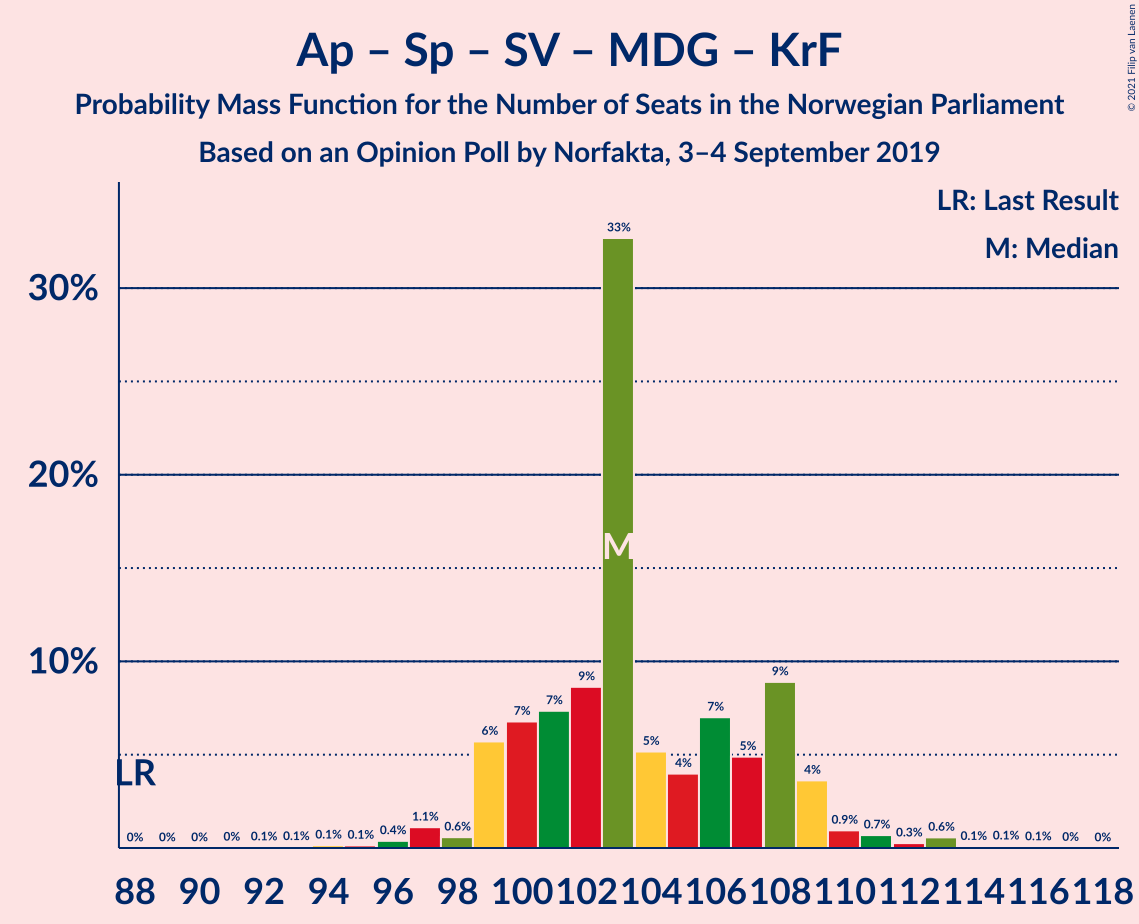 Ap – Sp – SV – MDG – KrF
Probability Mass Function for the Number of Seats in the Norwegian Parliament
Based on an Opinion Poll by Norfakta, 3–4 September 2019
© 2021 Filip van Laenen
LR: Last Result
M: Median
30%
20%
10%
LR
M
0% 0% 0% 0% 0.1% 0.1% 0.1% 0.1% 0.4% 1.1% 0.6% 6% 7% 7% 9% 33% 5% 4% 7% 5% 9% 4% 0.9% 0.7% 0.3% 0.6% 0.1% 0.1% 0.1% 0% 0%
88 90 92 94 96 98 100 102 104 106 108 110 112 114 116 118